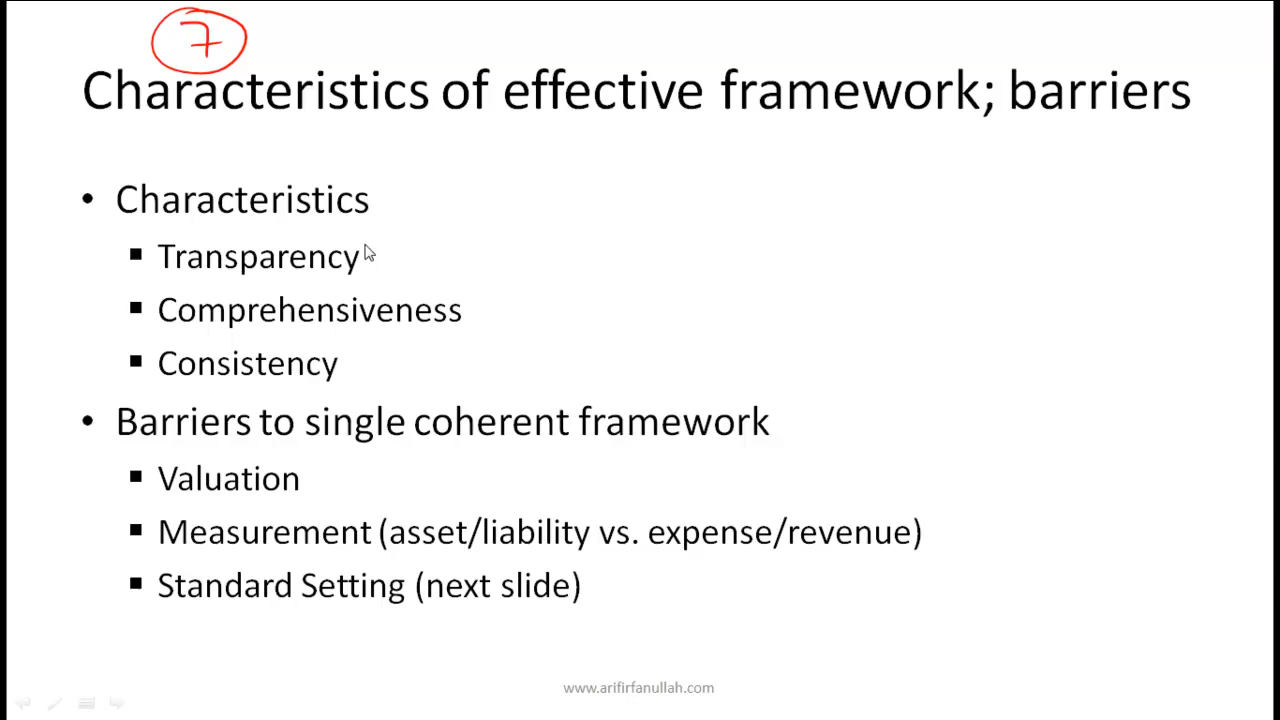 7
Characteristics of effective framework; barriers
• Characteristics
▪ Transparency
▪ Comprehensiveness
▪ Consistency
• Barriers to single coherent framework
▪ Valuation
▪ Measurement (asset/liability vs. expense/revenue)
▪ Standard Setting (next slide)
www.arifirfanullah.com